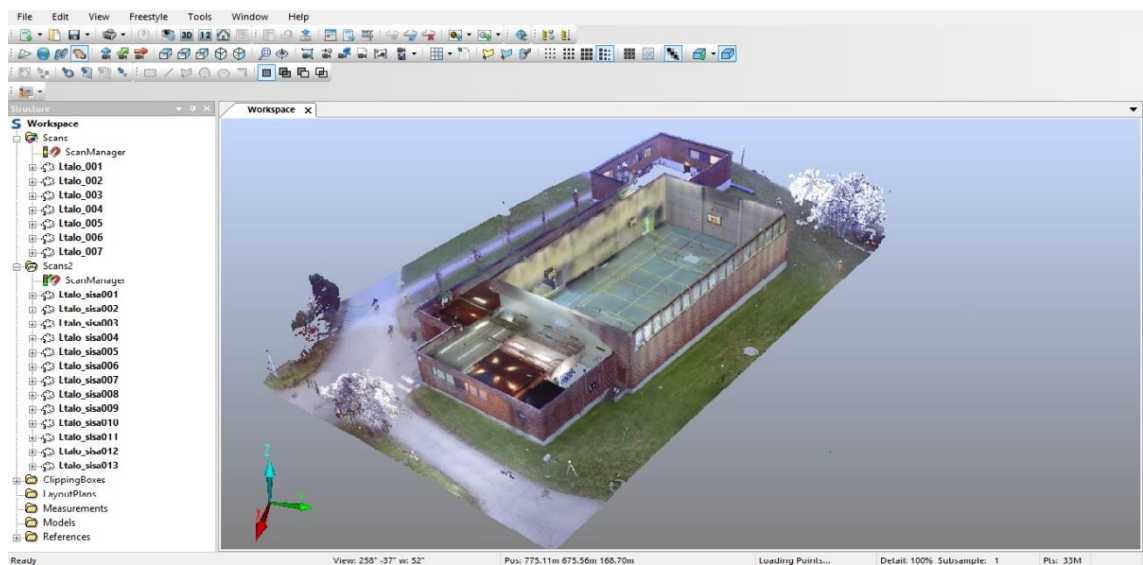 File Edit View Freestyle Tools Window Help
3D 12
Structure
Workspace
Workspace
Scans
ScanManager
Ltalo_001
Ltalo_002
Ltalo_003
Ltalo_004
Ltalo_005
Ltalo_006
Ltalo_007
Scans2
ScanManager
Ltalo_sisa001
Ltalo_sisa002
Ltalo_sisa003
Ltalo_sisa004
Ltalo_sisa005
Ltalo_sisa006
Ltalo_sisa007
Ltalo_sisa008
Ltalo_sisa009
Ltalo_sisa010
Ltalo_sisa011
Ltalo_sisa012
Ltalo_sisa013
ClippingBoxes
LayoutPlans
Measurements
Models
References
Z
X
Ready View: 258° -37° w: 52° Pos: 775.11m 675.56m 168.70m Loading Points... Detail: 100% Subsample: 1 Pts: 33M